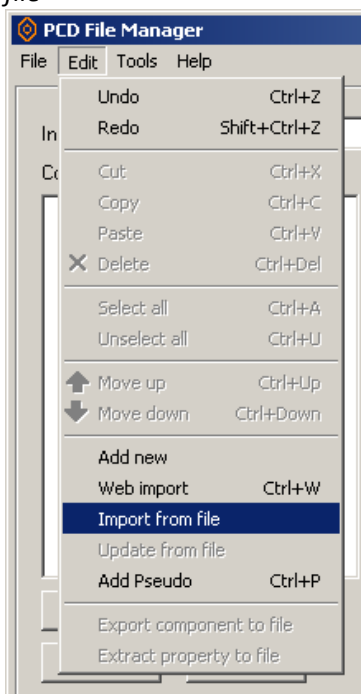 file
PCD File Manager
File Edit Tools Help
Undo Ctrl+Z
Redo Shift+Ctrl+Z
In
Cut Ctrl+X
Co
Copy Ctrl+C
Paste Ctrl+V
Delete Ctrl+Del
Select all Ctrl+A
Unselect all Ctrl+U
Move up Ctrl+Up
Move down Ctrl+Down
Add new
Web import Ctrl+W
Import from file
Update from file
Add Pseudo Ctrl+P
Export component to file
Extract property to file